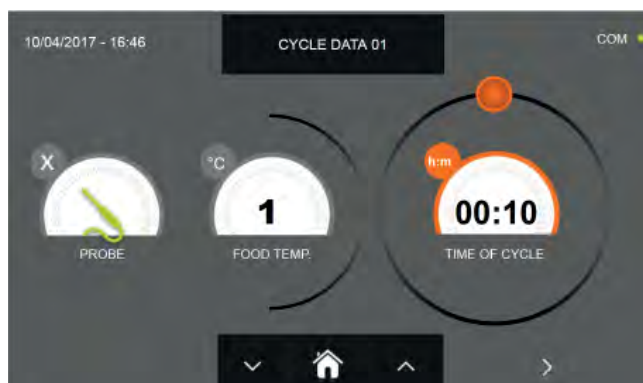 10/04/2017 - 16:46
CYCLE DATA 01
COM
X
PROBE
°C
1
FOOD TEMP.
h:m
00:10
TIME OF CYCLE